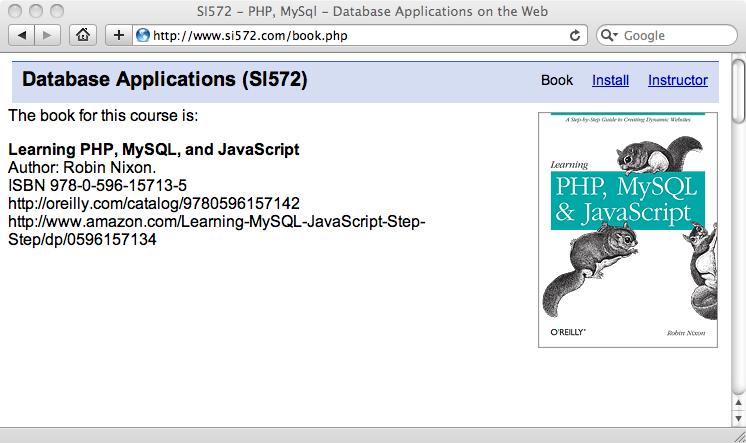 SI572 - PHP, MySql - Database Applications on the Web
http://www.si572.com/book.php
Google
Database Applications (SI572)
Book Install Instructor
The book for this course is:
Learning PHP, MySQL, and JavaScript
Author: Robin Nixon.
ISBN 978-0-596-15713-5
http://oreilly.com/catalog/9780596157142
http://www.amazon.com/Learning-MySQL-JavaScript-Step-
Step/dp/0596157134
A Step-by-Step Guide to Creating Dynamic Websites
Learning
PHP, MySQL
& JavaScript
O'REILLY®
Robin Nixon